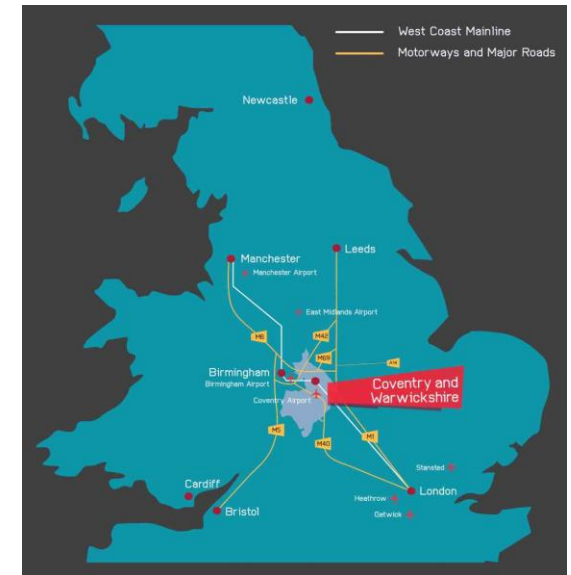 West Coast Mainline
Motorways and Major Roads
Newcastle
Leeds
Manchester
Manchester Airport
East Midlands Airport
M6
M42
M69
A14
Birmingham
Birmingham Airport
Coventry and
Warwickshire
Coventry Airport
M5
M40
M1
Stansted
Cardiff
London
Heathrow
Bristol
Gatwick